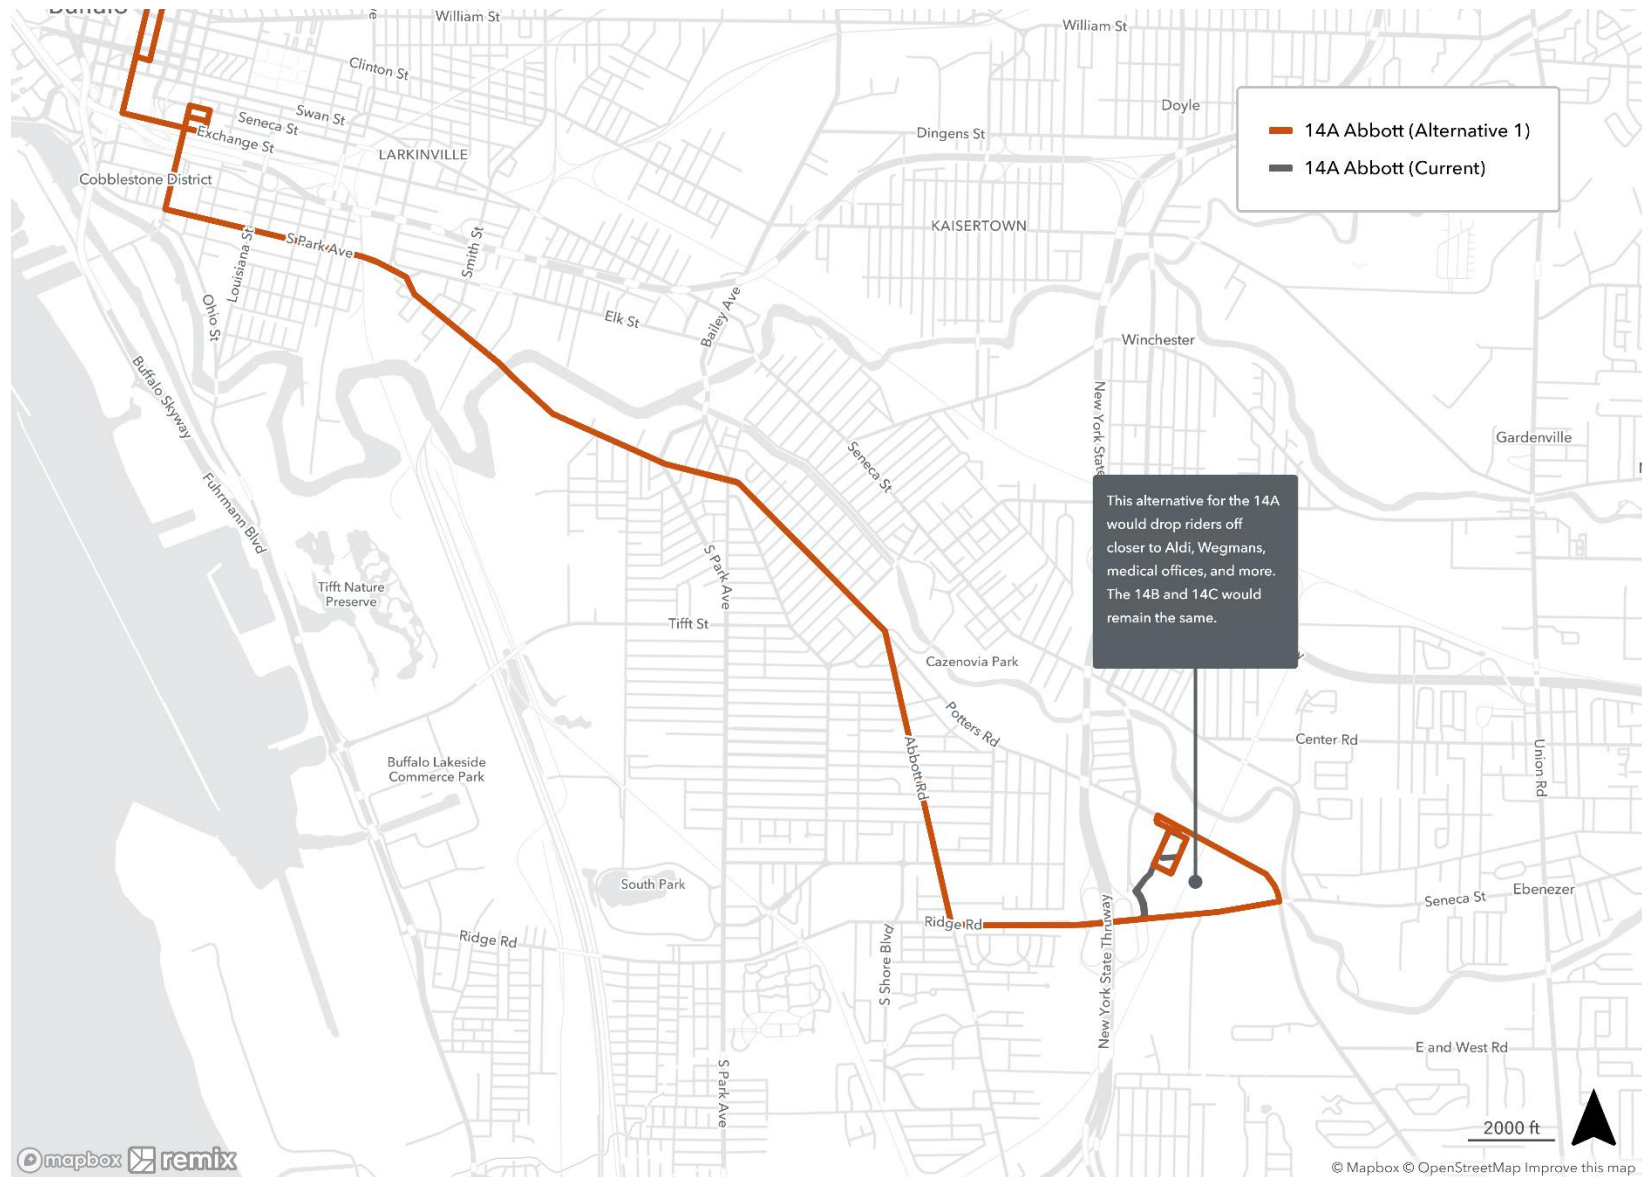 Buffalo
William St
William St
Clinton St
Doyle
Swan St
Seneca St
Exchange St
Dingens St
14A Abbott (Alternative 1)
14A Abbott (Current)
LARKINVILLE
Cobblestone District
KAISERTOWN
S Park Ave
Louisiana St
Smith St
Ohio St
Elk St
Bailey Ave
Winchester
Buffalo Skyway
New York State
Seneca St
Gardenville
Fuhrmann Blvd
This alternative for the 14A
would drop riders off
closer to Aldi, Wegmans,
medical offices, and more.
The 14B and 14C would
remain the same.
S Park Ave
Tifft Nature
Preserve
Tifft St
Cazenovia Park
Potters Rd
Center Rd
Union Rd
Abbott Rd
Buffalo Lakeside
Commerce Park
South Park
Seneca St
Ebenezer
Ridge Rd
Ridge Rd
S Shore Blvd
New York State Thruway
E and West Rd
S Park Ave
2000 ft
mapbox remix
© Mapbox © OpenStreetMap Improve this map